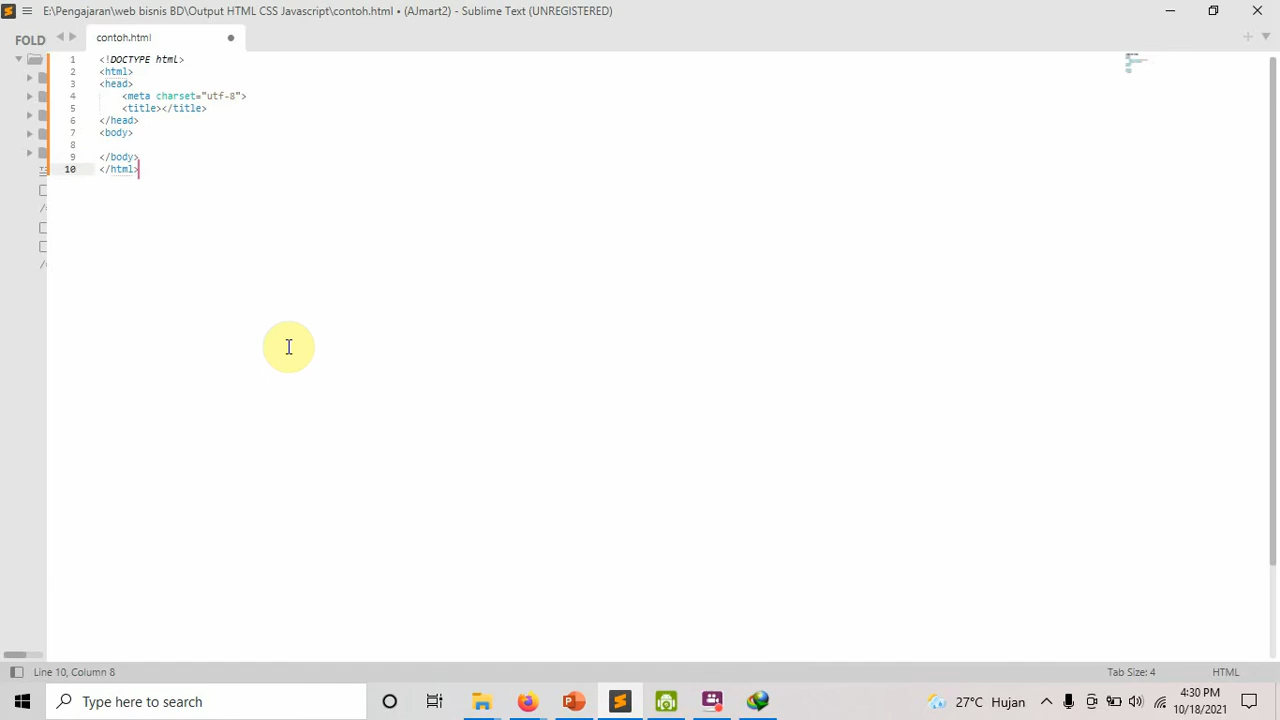 E:\Pengajaran\web bisnis BD\Output HTML CSS Javascript\contoh.html • (AJmart2) - Sublime Text (UNREGISTERED)
FOLD
contoh.html
1 <!DOCTYPE html>
2 <html>
3 <head>
4 <meta charset="utf-8">
5 <title></title>
6 </head>
7 <body>
8
9 </body>
10 </html>
Line 10, Column 8
Tab Size: 4
HTML
Type here to search
27°C Hujan
4:30 PM
10/18/2021